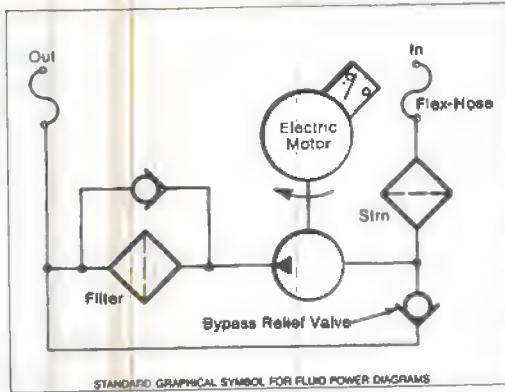 Out
In
Flex-Hose
Electric
Motor
Strn
Filter
Bypass Relief Valve
STANDARD GRAPHICAL SYMBOL FOR FLUID POWER DIAGRAMS